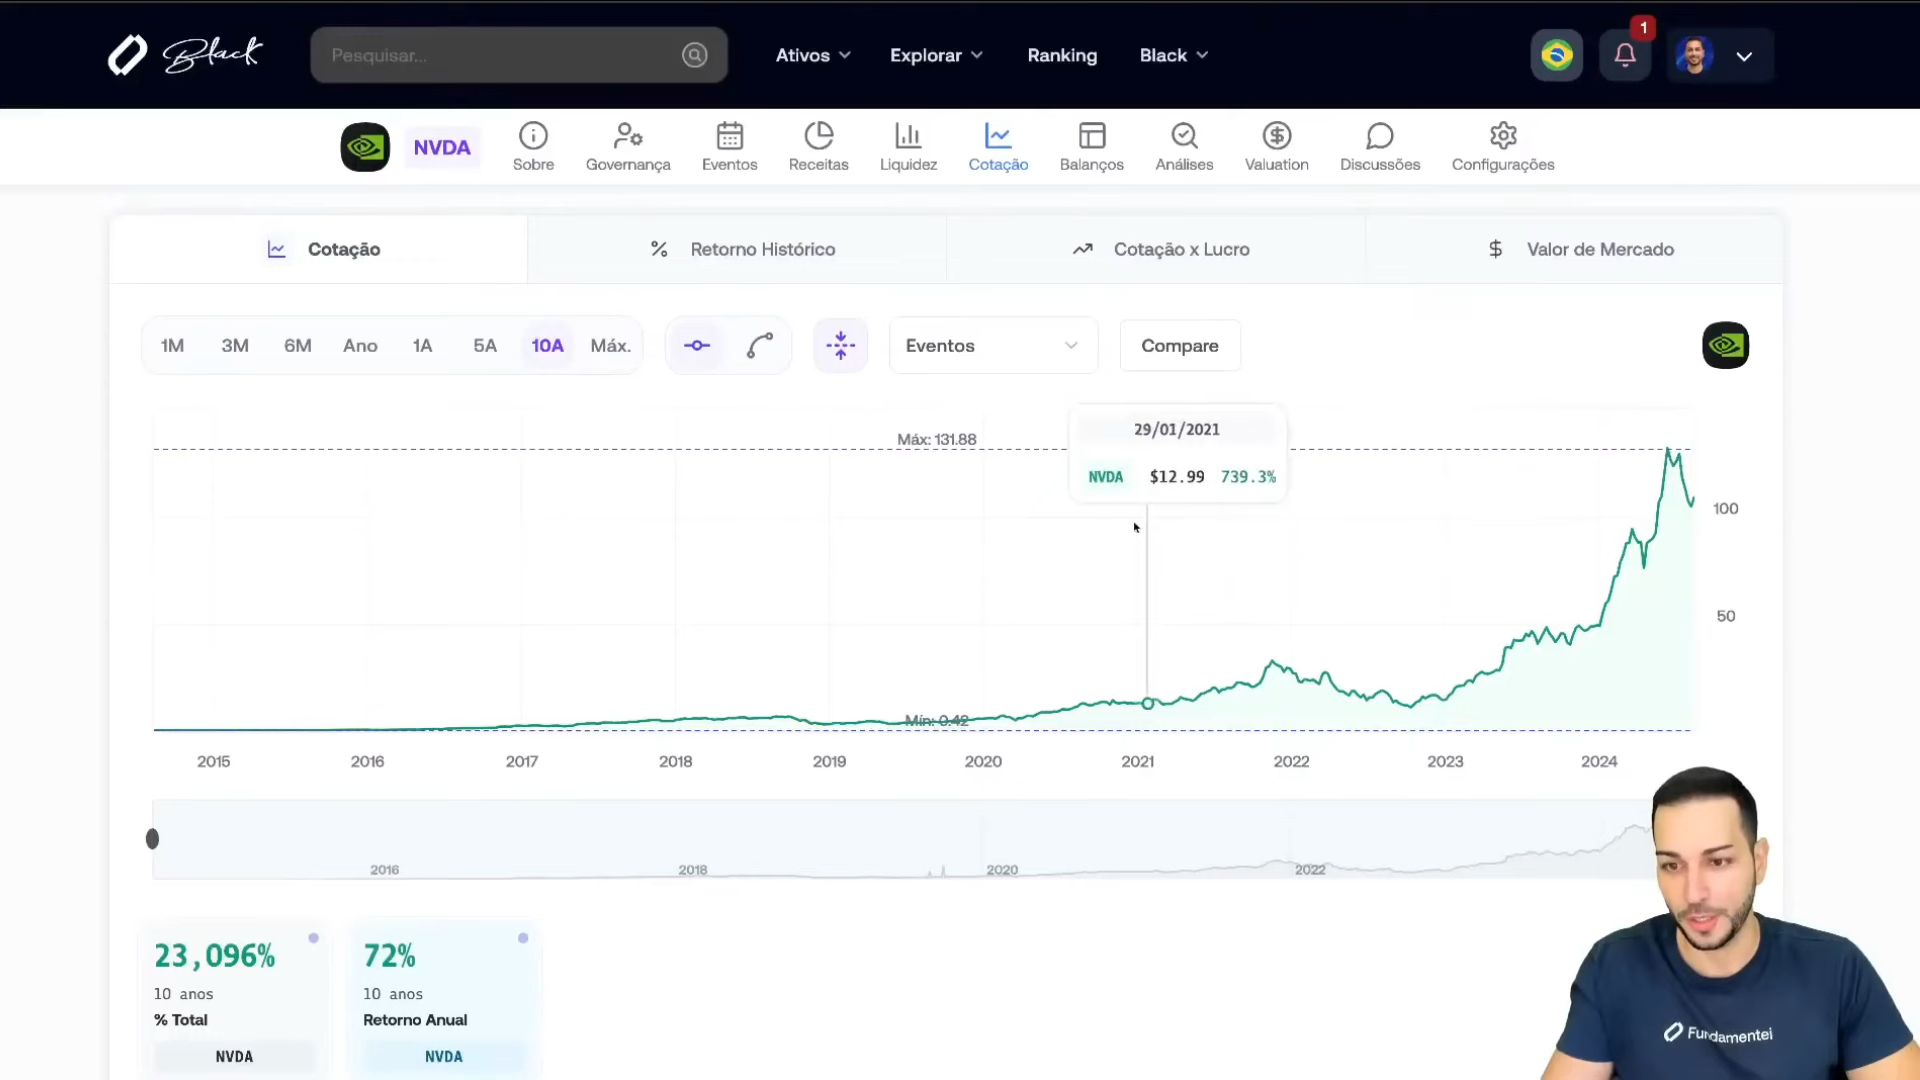 Black
Pesquisar...
Ativos
Explorar
Ranking
Black
1
NVDA
Sobre
Governança
Eventos
Receitas
Liquidez
Cotação
Balanços
Análises
Valuation
Discussões
Configurações
Cotação
% Retorno Histórico
Cotação x Lucro
$ Valor de Mercado
1M 3M 6M Ano 1A 5A 10A Máx.
Eventos
Compare
29/01/2021
NVDA $12.99 739.3%
Máx: 131.88
100
50
Mín: 0.42
2015 2016 2017 2018 2019 2020 2021 2022 2023 2024
2016 2018 2020 2022
23,096%
10 anos
% Total
NVDA
72%
10 anos
Retorno Anual
NVDA
Fundamentei